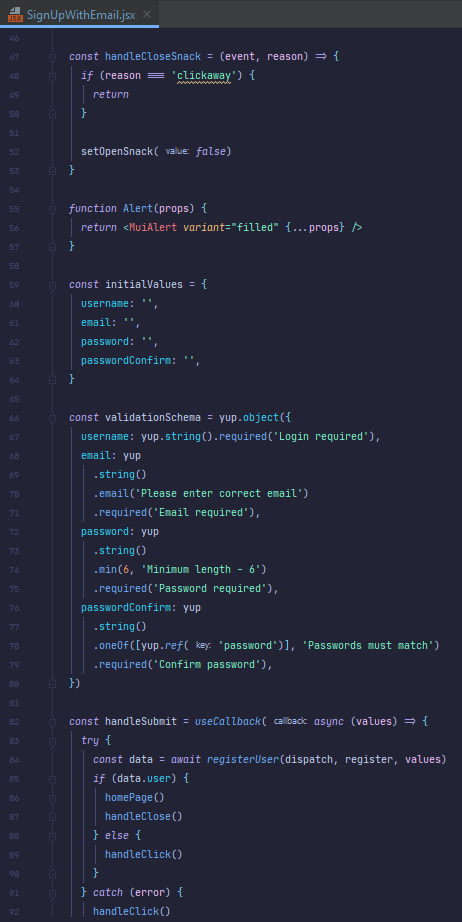 SignUpWithEmail.jsx
46
47 const handleCloseSnack = (event, reason) => {
48 if (reason === 'clickaway') {
49 return
50 }
51
52 setOpenSnack( value: false)
53 }
54
55 function Alert(props) {
56 return <MuiAlert variant="filled" {...props} />
57 }
58
59 const initialValues = {
60 username: '',
61 email: '',
62 password: '',
63 passwordConfirm: '',
64 }
65
66 const validationSchema = yup.object({
67 username: yup.string().required('Login required'),
68 email: yup
69 .string()
70 .email('Please enter correct email')
71 .required('Email required'),
72 password: yup
73 .string()
74 .min(6, 'Minimum length - 6')
75 .required('Password required'),
76 passwordConfirm: yup
77 .string()
78 .oneOf([yup.ref( key: 'password')], 'Passwords must match')
79 .required('Confirm password'),
80 })
81
82 const handleSubmit = useCallback( callback: async (values) => {
83 try {
84 const data = await registerUser(dispatch, register, values)
85 if (data.user) {
86 homePage()
87 handleClose()
88 } else {
89 handleClick()
90 }
91 } catch (error) {
92 handleClick()